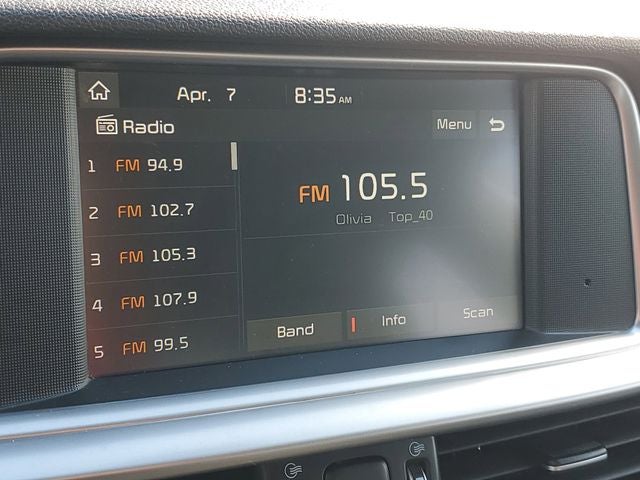 Apr. 7 8:35 AM
Radio Menu
1 FM 94.9
2 FM 102.7
3 FM 105.3
4 FM 107.9
5 FM 99.5
FM 105.5
Olivia Top_40
Band Info Scan